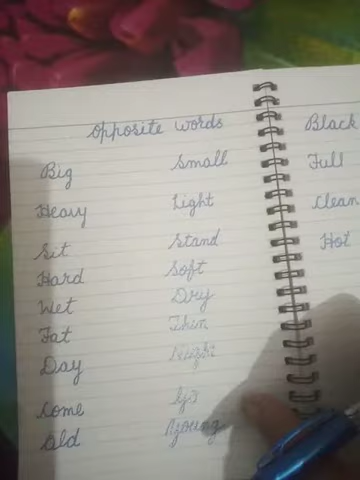 Opposite Words
Big Small
Heavy Light
Sit Stand
Hard Soft
Wet Dry
Fat Thin
Day Night
Come go
Old Young
Black
Full
Clean
Hot